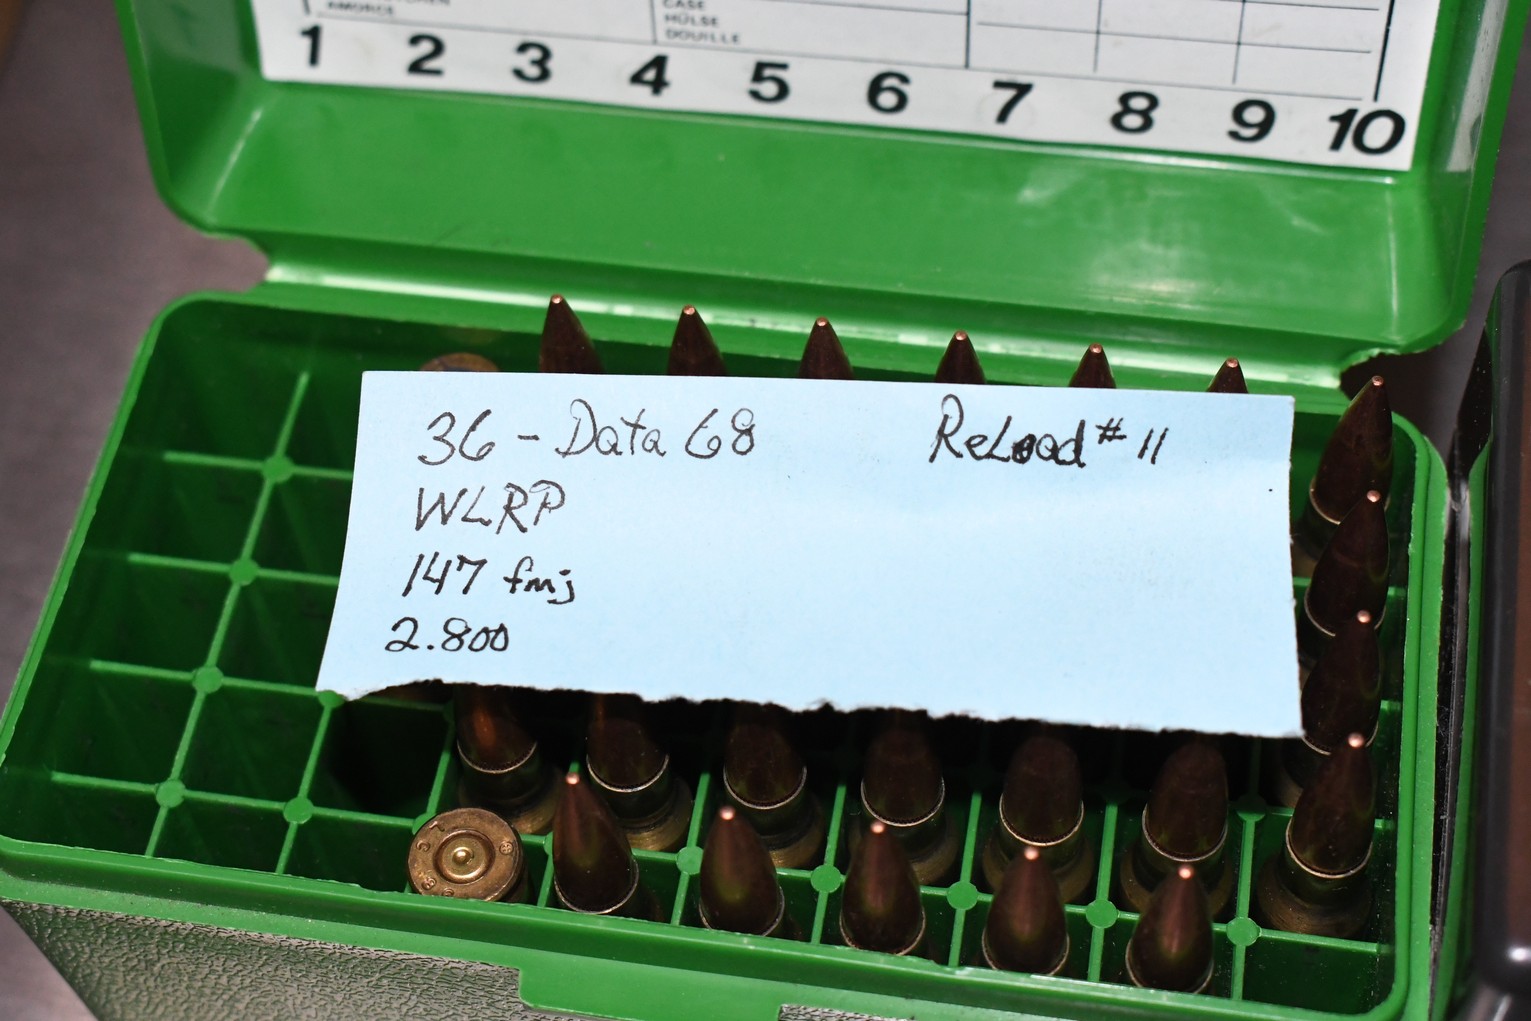 AMORCE
CASE
HÜLSE
DOUILLE
1 2 3 4 5 6 7 8 9 10
36 - Data 68 ReLoad # 11
WLRP
147 fmj
2.800